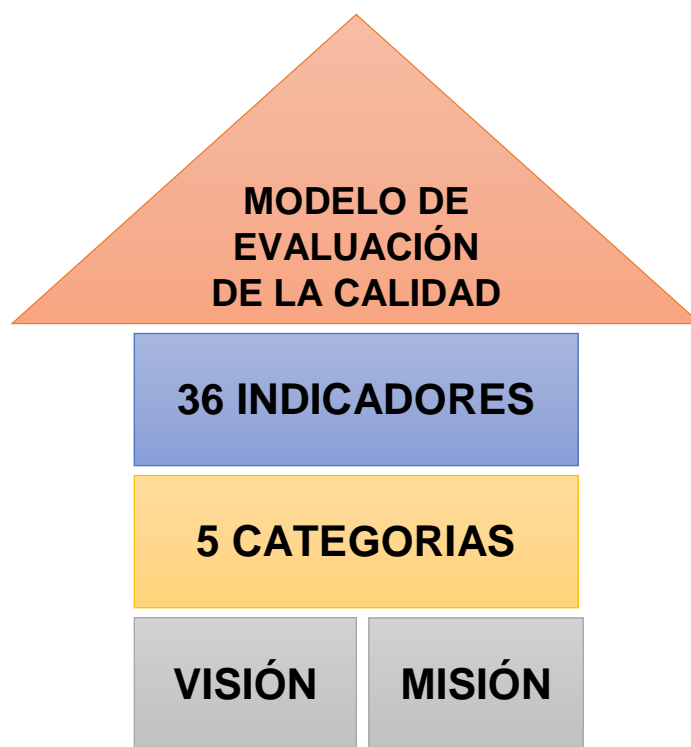 MODELO DE
EVALUACIÓN
DE LA CALIDAD
36 INDICADORES
5 CATEGORIAS
VISIÓN
MISIÓN